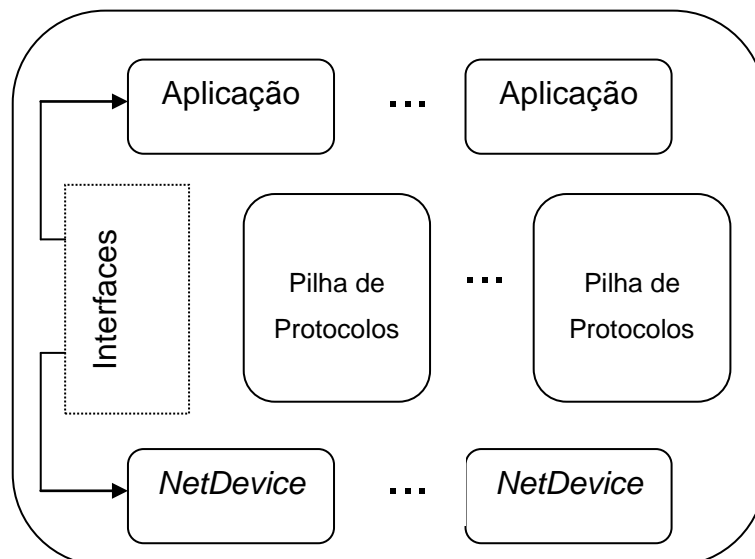 Aplicação ... Aplicação
Interfaces
Pilha de
Protocolos
...
Pilha de
Protocolos
NetDevice ... NetDevice